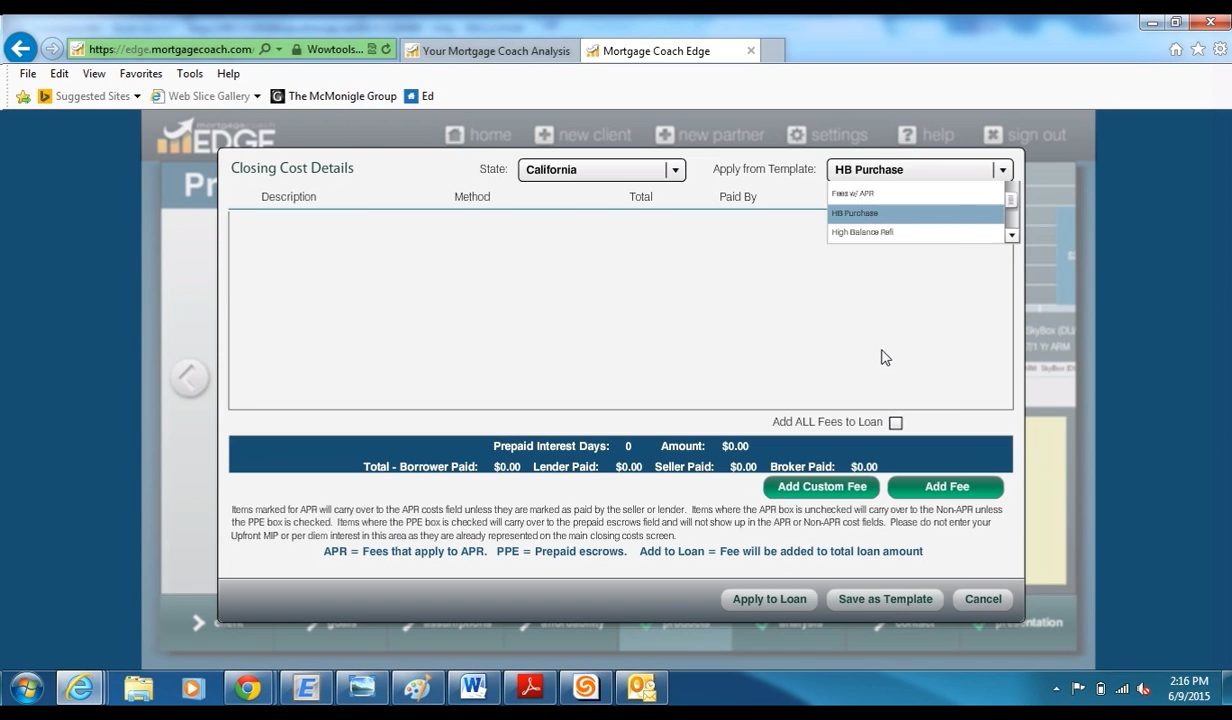 https://edge.mortgagecoach.com
Wowtools...
Your Mortgage Coach Analysis
Mortgage Coach Edge
File Edit View Favorites Tools Help
Suggested Sites
Web Slice Gallery
The McMonigle Group
Ed
EDGE
home
new client
new partner
settings
help
sign out
Pr
Closing Cost Details
State:
California
Apply from Template:
HB Purchase
Description
Method
Total
Paid By
Fees w/ APR
HB Purchase
High Balance Refi
Add ALL Fees to Loan
Prepaid Interest Days: 0 Amount: $0.00
Total - Borrower Paid: $0.00 Lender Paid: $0.00 Seller Paid: $0.00 Broker Paid: $0.00
Add Custom Fee
Add Fee
Items marked for APR will carry over to the APR costs field unless they are marked as paid by the seller or lender. Items where the APR box is unchecked will carry over to the Non-APR unless
the PPE box is checked. Items where the PPE box is checked will carry over to the prepaid escrows field and will not show up in the APR or Non-APR cost fields. Please do not enter your
Upfront MIP or per diem interest in this area as they are already represented on the main closing costs screen.
APR = Fees that apply to APR. PPE = Prepaid escrows. Add to Loan = Fee will be added to total loan amount
Apply to Loan
Save as Template
Cancel
presentation
2:16 PM
6/9/2015